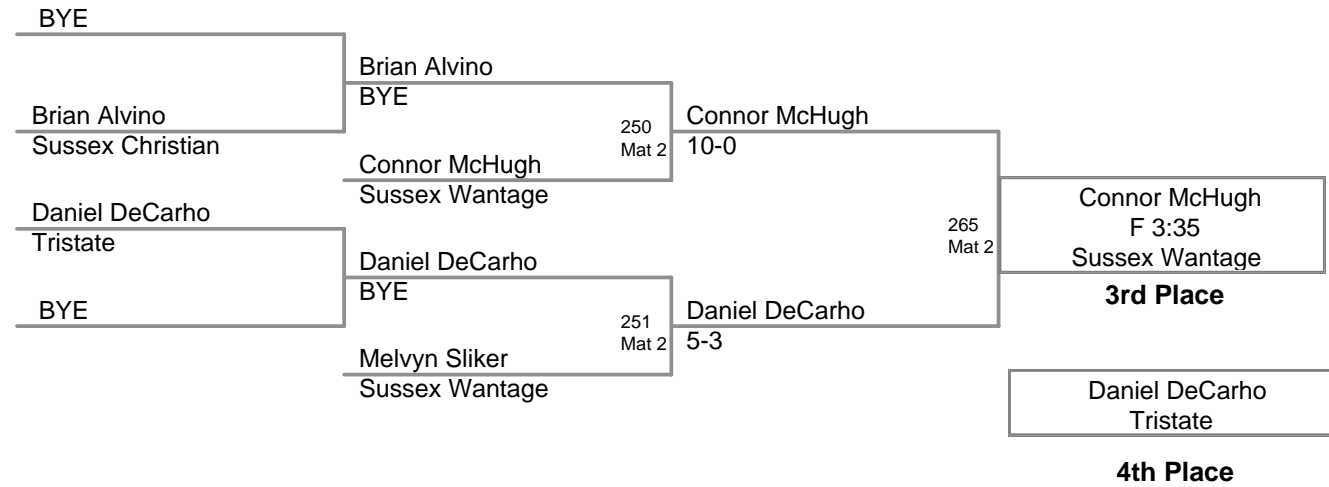 BYE
Brian Alvino
BYE
Brian Alvino
Sussex Christian
250
Mat 2
Connor McHugh
10-0
Connor McHugh
Sussex Wantage
Daniel DeCarho
Tristate
Connor McHugh
F 3:35
Sussex Wantage
265
Mat 2
3rd Place
Daniel DeCarho
BYE
BYE
251
Mat 2
Daniel DeCarho
5-3
Melvyn Sliker
Sussex Wantage
Daniel DeCarho
Tristate
4th Place